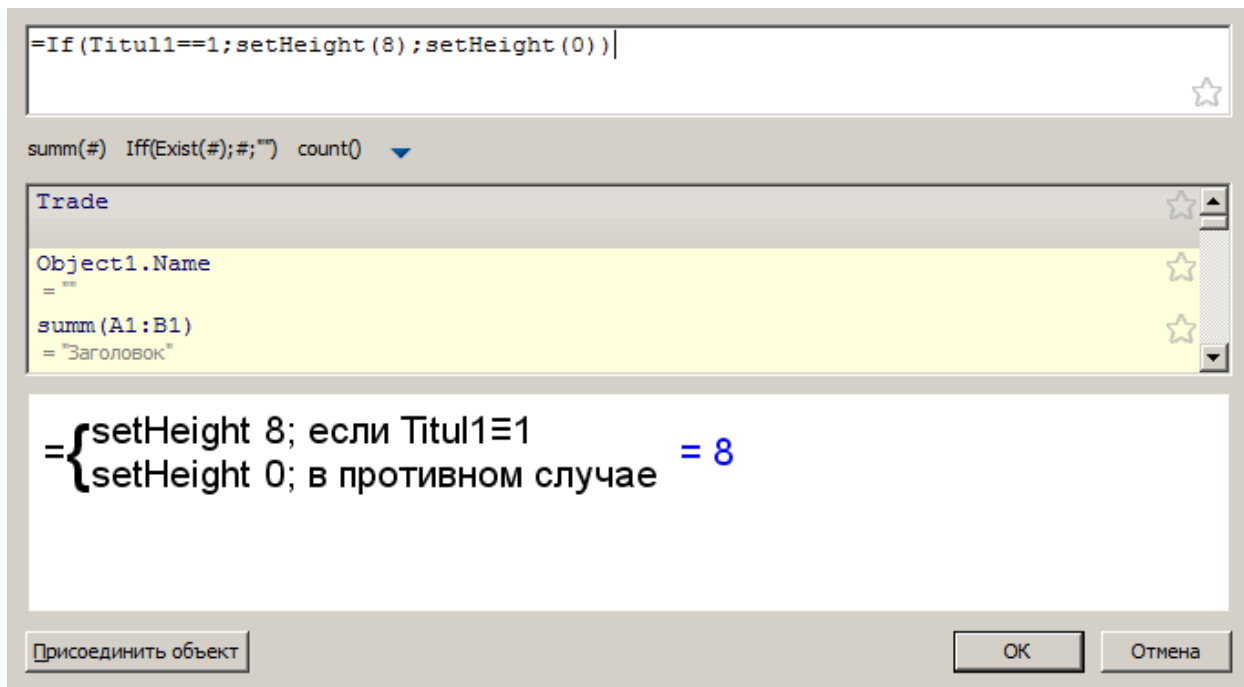 =If(Titul1==1;setHeight(8);setHeight(0))
summ(#) Iff(Exist(#);#;"") count()
Trade
Object1.Name
= ""
summ(A1:B1)
= "Заголовок"
={setHeight 8; если Titul1≡1
setHeight 0; в противном случае
= 8
Присоединить объект
OK
Отмена